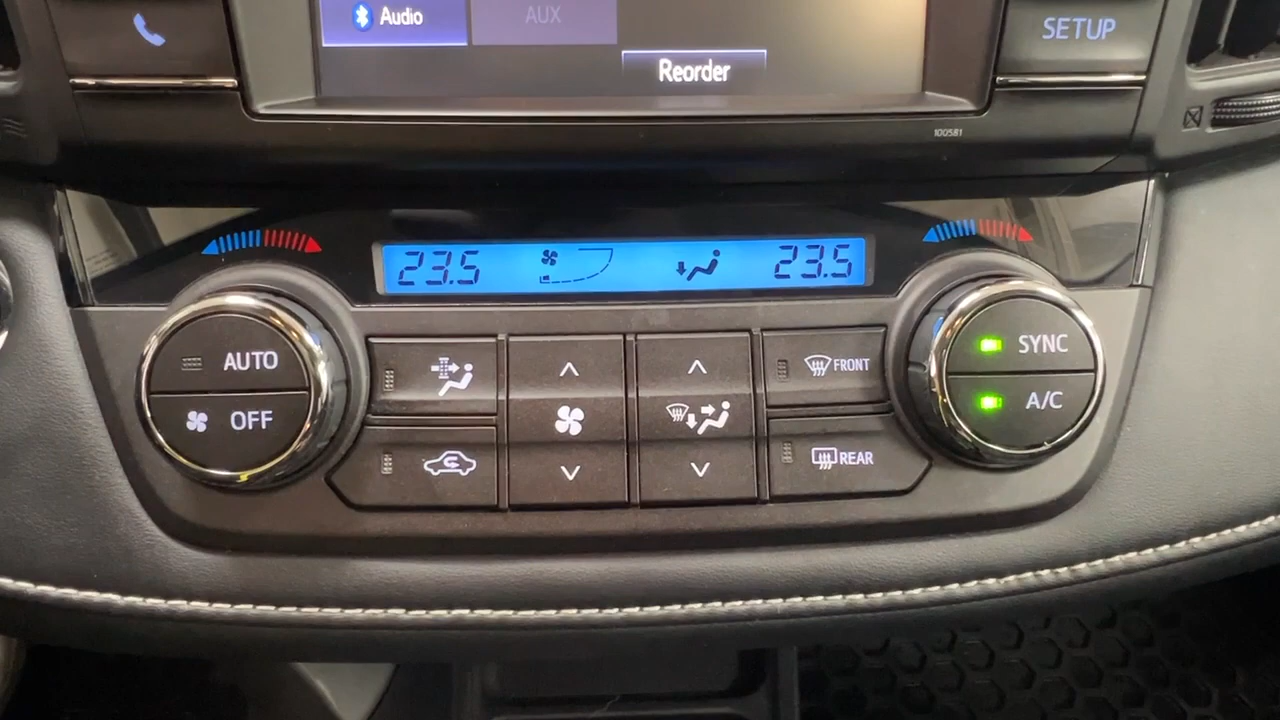 Audio
AUX
SETUP
Reorder
100581
23.5
23.5
AUTO
OFF
FRONT
REAR
SYNC
A/C